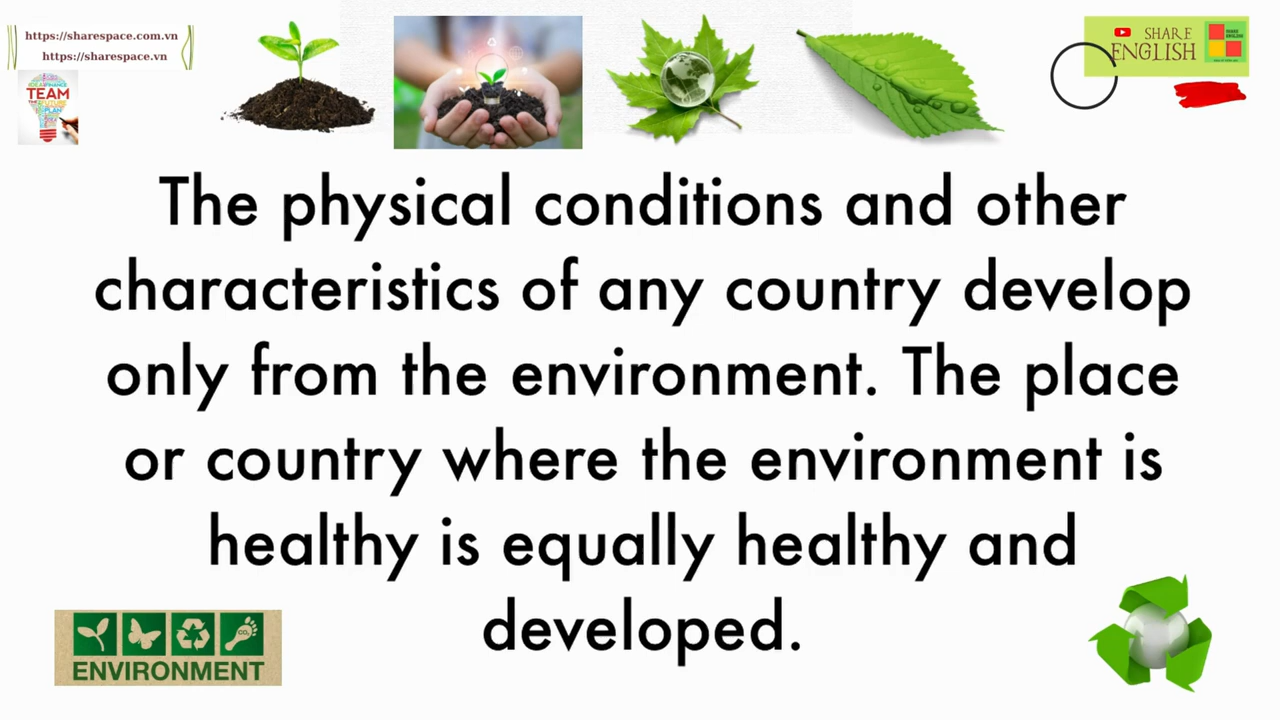 https://sharespace.com.vn
https://sharespace.vn
TEAM
PLAN
SHARE
ENGLISH
The physical conditions and other
characteristics of any country develop
only from the environment. The place
or country where the environment is
healthy is equally healthy and
developed.
CO₂
ENVIRONMENT